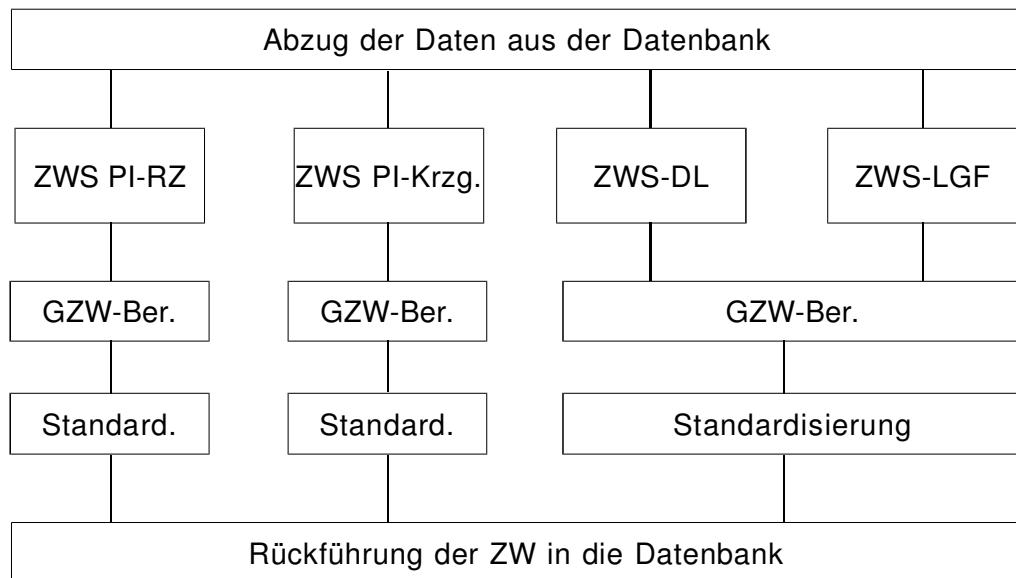 Abzug der Daten aus der Datenbank
ZWS PI-RZ
ZWS PI-Krzg.
ZWS-DL
ZWS-LGF
GZW-Ber.
GZW-Ber.
GZW-Ber.
Standard.
Standard.
Standardisierung
Rückführung der ZW in die Datenbank